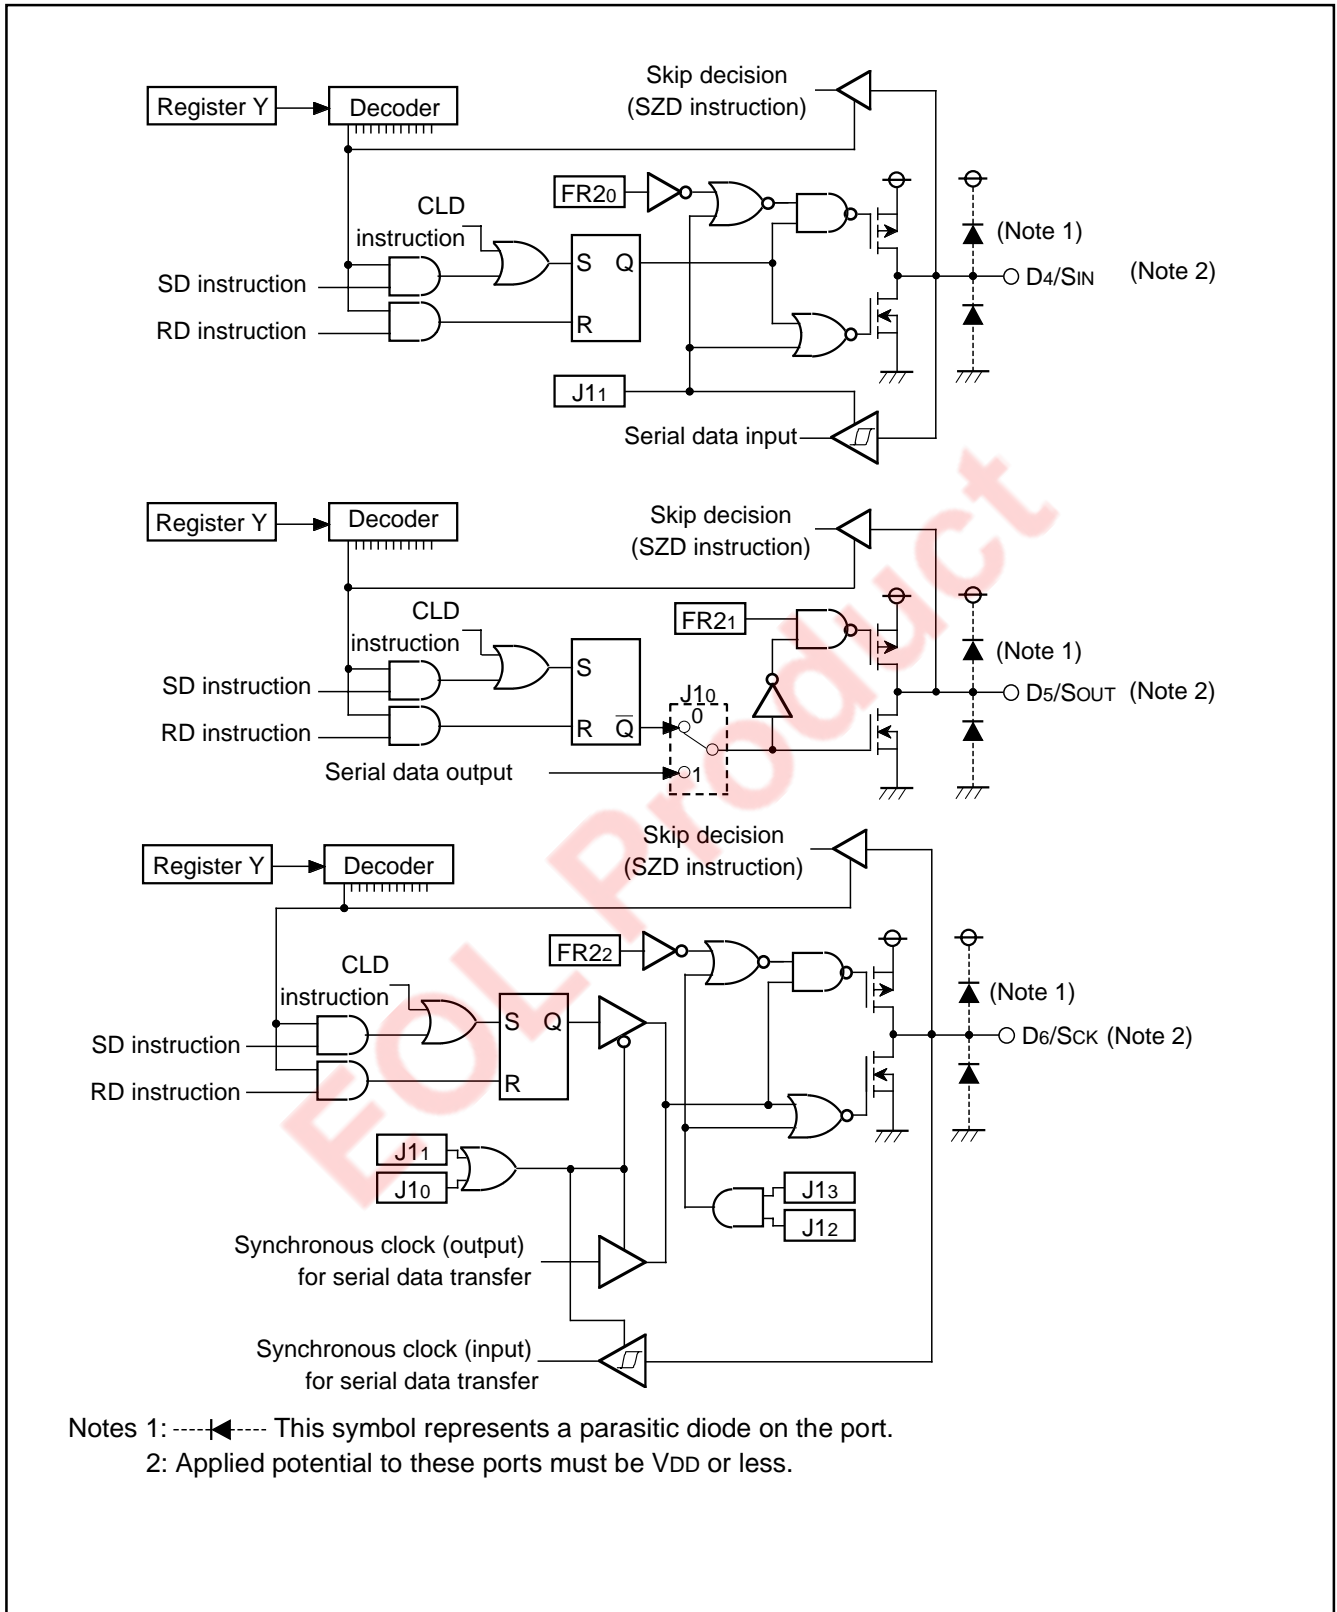 Skip decision
(SZD instruction)
Register Y
Decoder
FR20
CLD
instruction
(Note 1)
S Q
D4/SIN (Note 2)
SD instruction
RD instruction
R
J11
Serial data input
Skip decision
(SZD instruction)
Register Y
Decoder
CLD
instruction
FR21
(Note 1)
S
SD instruction
J10
D5/SOUT (Note 2)
0
R Q
RD instruction
Serial data output
1
Skip decision
(SZD instruction)
Register Y
Decoder
FR22
CLD
instruction
(Note 1)
S Q
SD instruction
D6/SCK (Note 2)
R
RD instruction
J11
J10
J13
J12
Synchronous clock (output)
for serial data transfer
Synchronous clock (input)
for serial data transfer
EOL Product
Notes 1: This symbol represents a parasitic diode on the port.
2: Applied potential to these ports must be VDD or less.